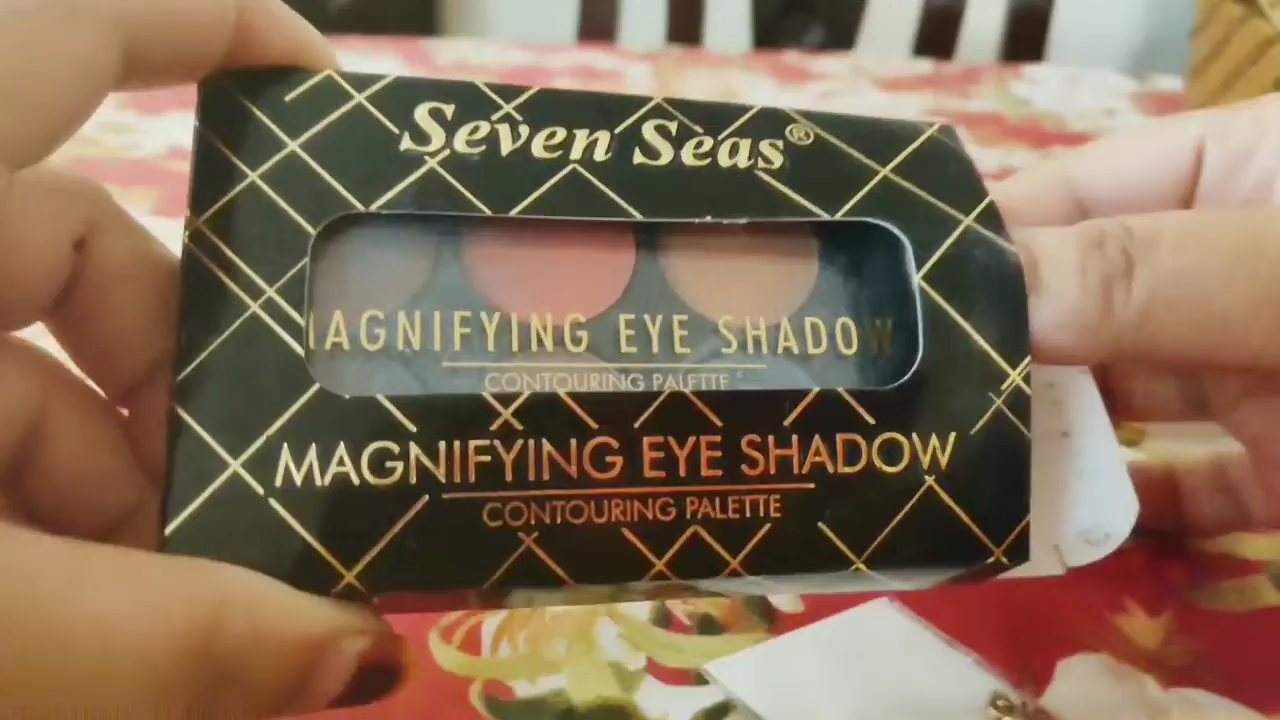 Seven Seas®
MAGNIFYING EYE SHADOW
CONTOURING PALETTE
MAGNIFYING EYE SHADOW
CONTOURING PALETTE